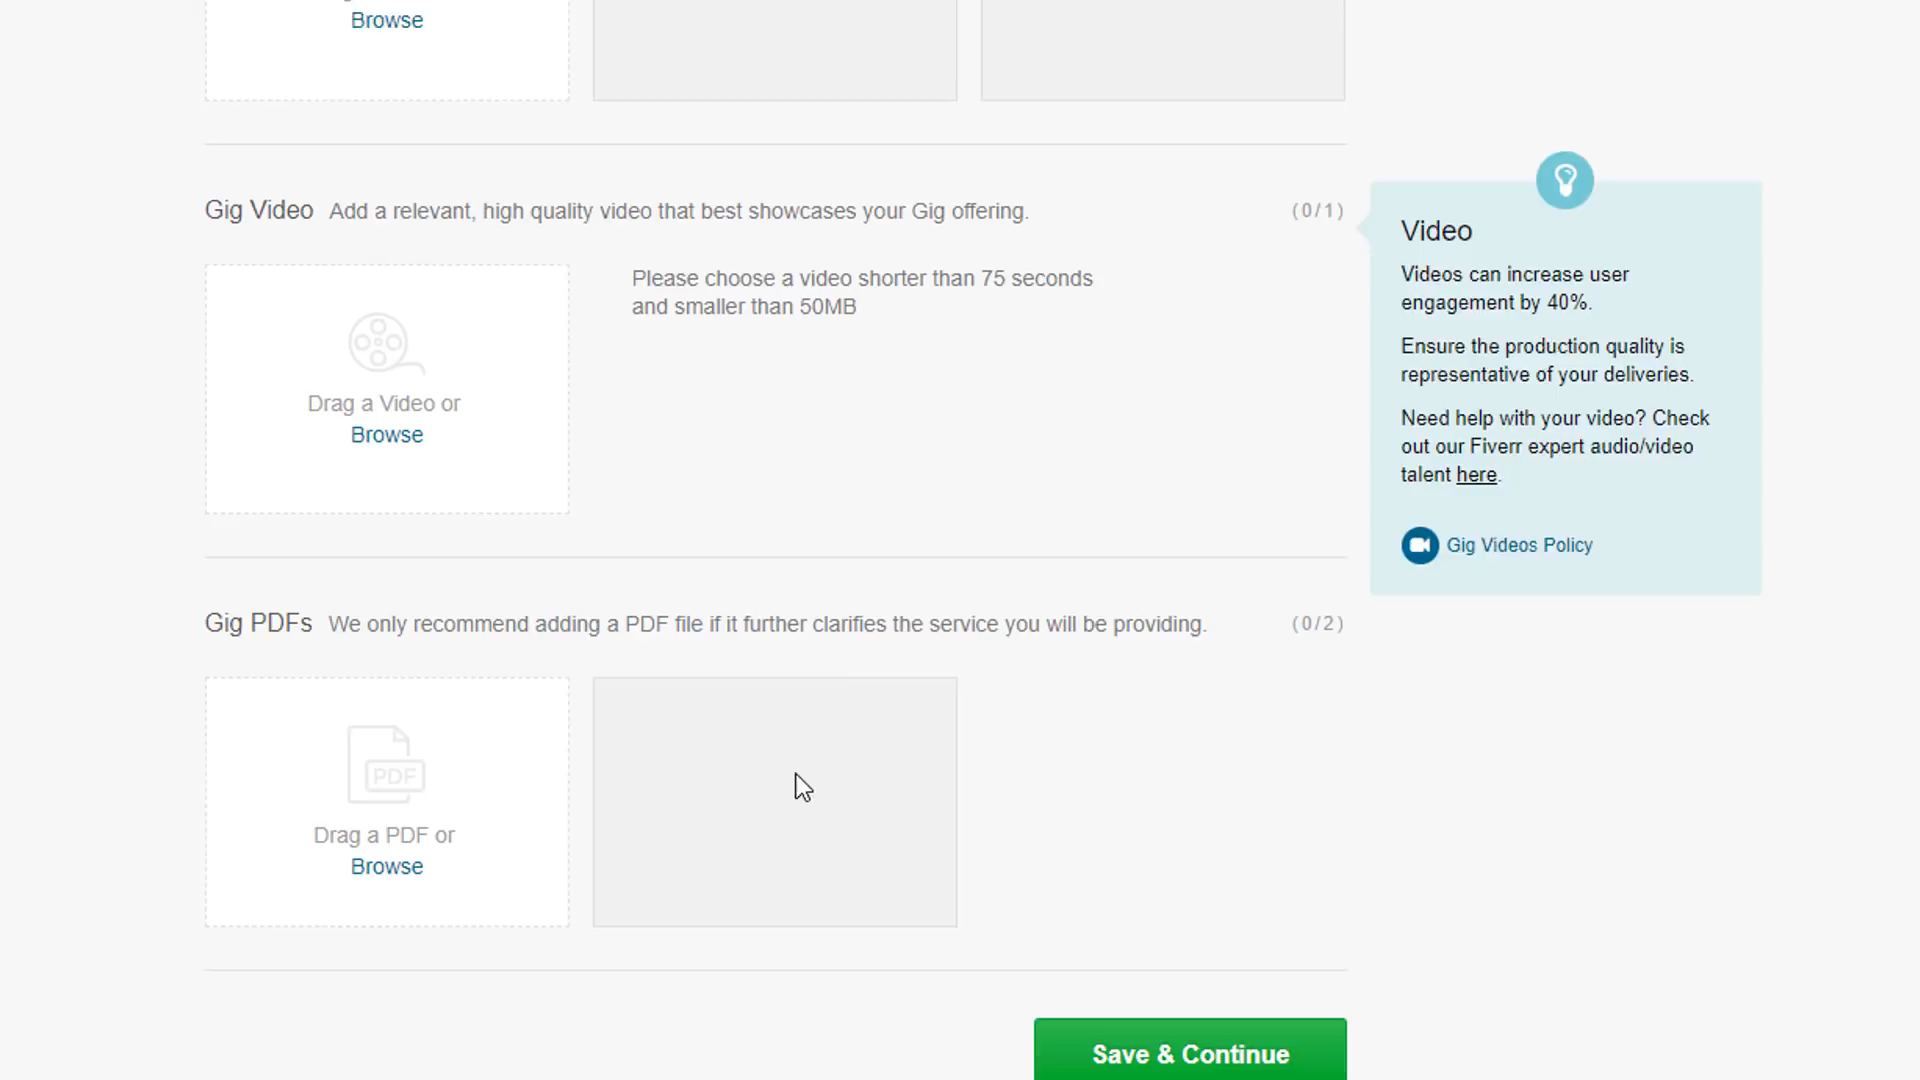 Browse
Gig Video Add a relevant, high quality video that best showcases your Gig offering. (0/1)
Please choose a video shorter than 75 seconds
and smaller than 50MB
Drag a Video or
Browse
Video
Videos can increase user
engagement by 40%.
Ensure the production quality is
representative of your deliveries.
Need help with your video? Check
out our Fiverr expert audio/video
talent here.
Gig Videos Policy
Gig PDFs We only recommend adding a PDF file if it further clarifies the service you will be providing. (0/2)
PDF
Drag a PDF or
Browse
Save & Continue